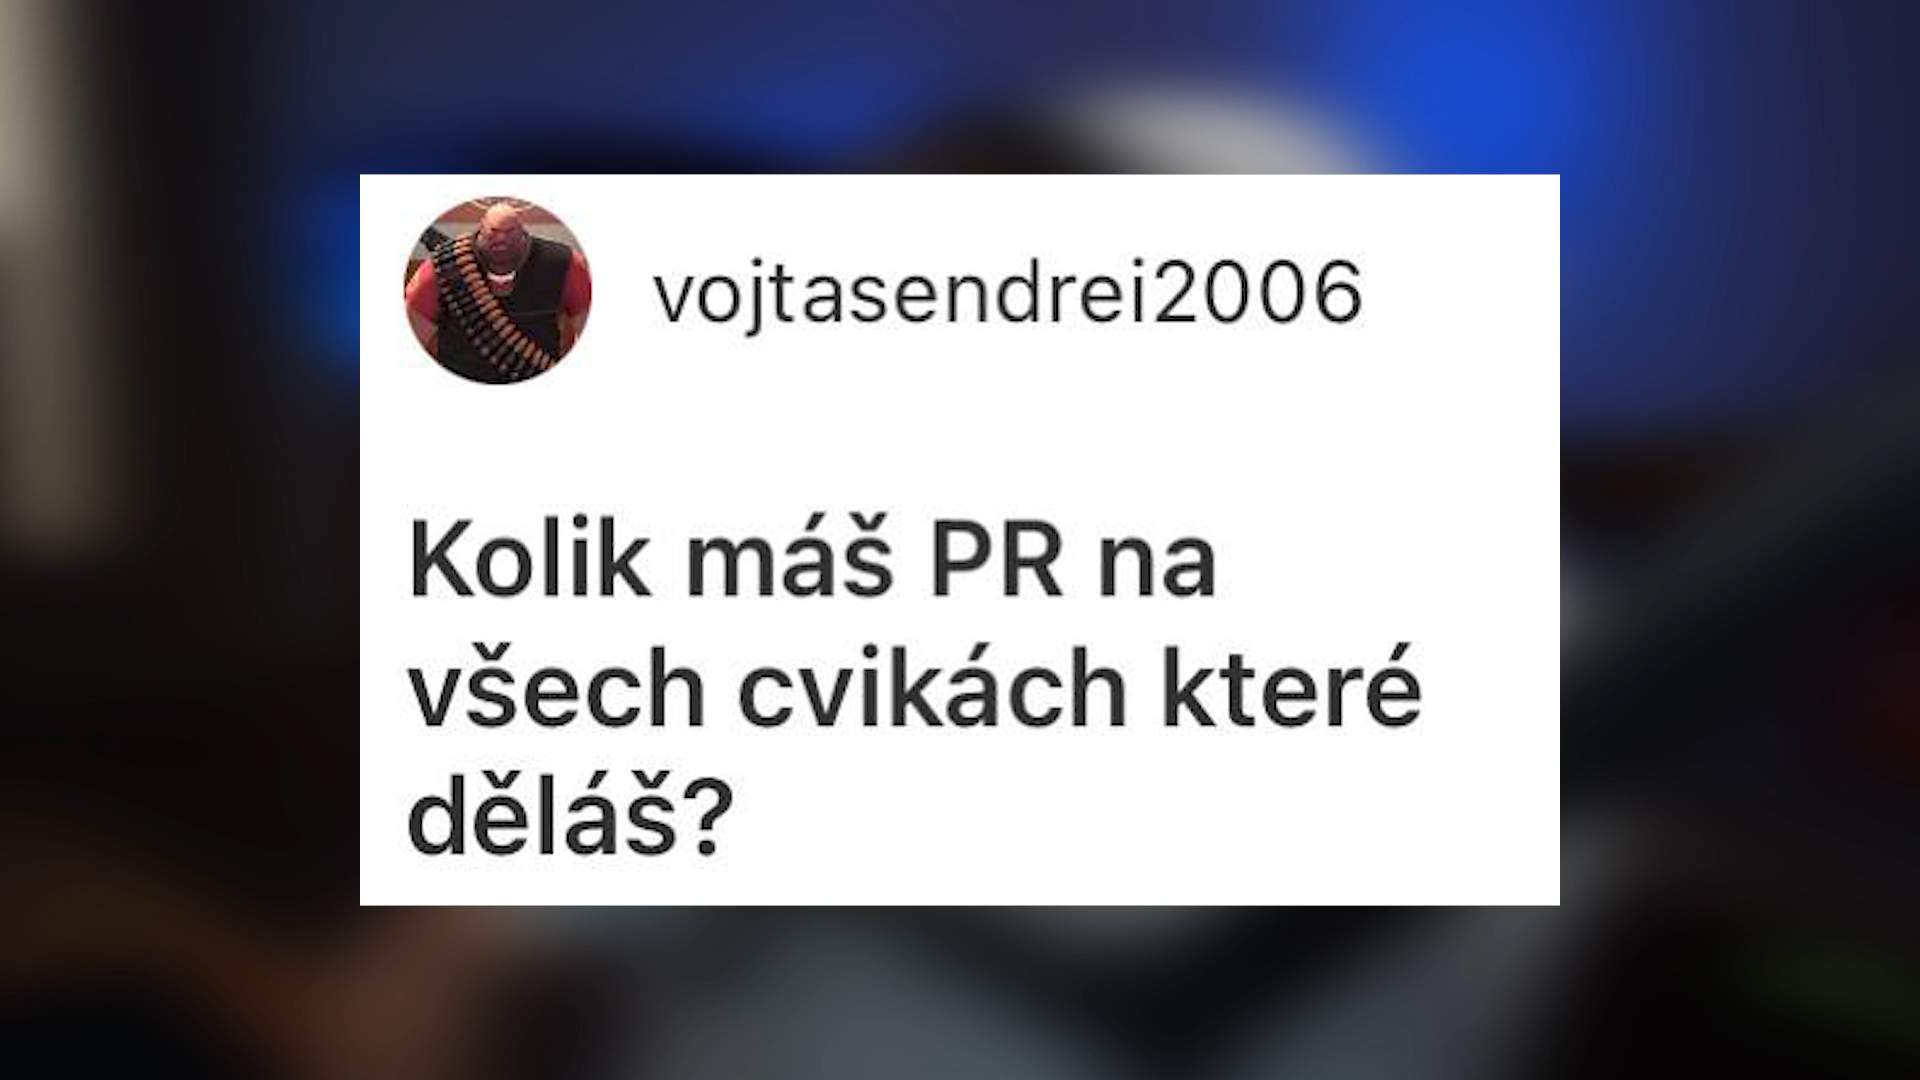 vojtasendrei2006
Kolik máš PR na
všech cvikách které
děláš?